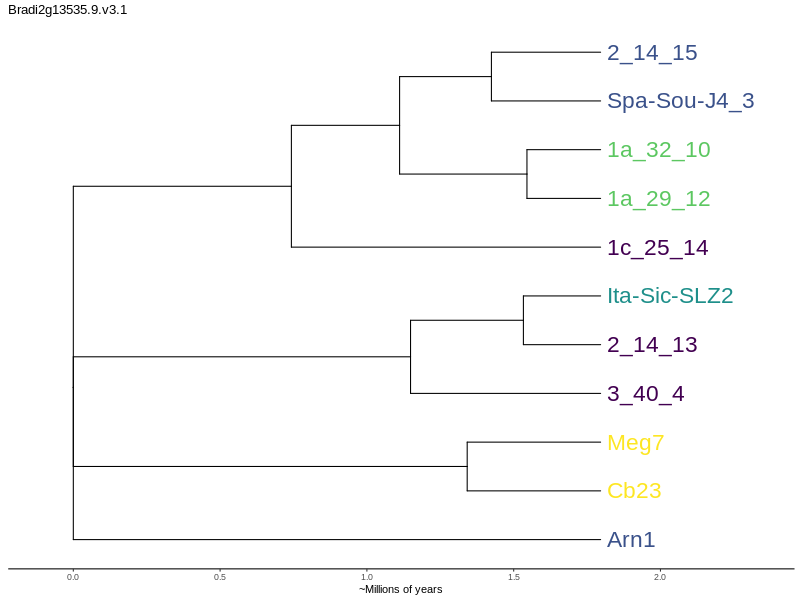 Bradi2g13535.9.v3.1
2_14_15
Spa-Sou-J4_3
1a_32_10
1a_29_12
1c_25_14
Ita-Sic-SLZ2
2_14_13
3_40_4
Meg7
Cb23
Arn1
0.0 0.5 1.0 1.5 2.0
~Millions of years